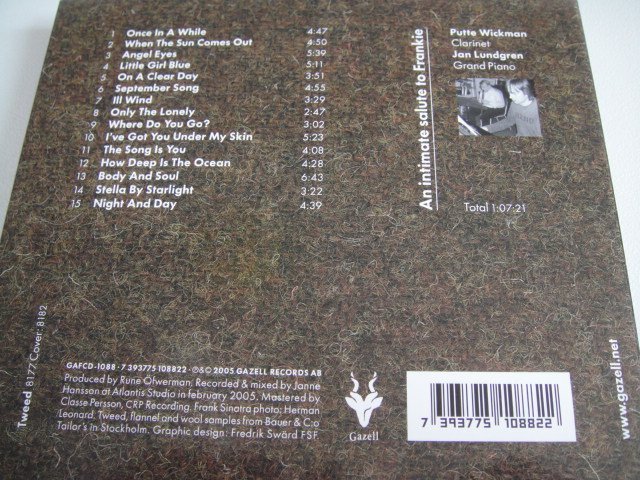 1 Once In A While 4:47
2 When The Sun Comes Out 4:50
3 Angel Eyes 5:39
4 Little Girl Blue 5:11
5 On A Clear Day 3:51
6 September Song 4:55
7 Ill Wind 3:29
8 Only The Lonely 2:47
9 Where Do You Go? 3:02
10 I've Got You Under My Skin 5:23
11 The Song Is You 4:08
12 How Deep Is The Ocean 4:28
13 Body And Soul 6:43
14 Stella By Starlight 3:22
15 Night And Day 4:39
An intimate salute to Frankie
Putte Wickman
Clarinet
Jan Lundgren
Grand Piano
Total 1:07:21
Tweed 8177 Cover: 8182
GAFCD-1088 · 7 393775 108822 · ℗&© 2005 GAZELL RECORDS AB
Produced by Rune Öfwerman. Recorded & mixed by Janne
Hansson at Atlantis Studio in february 2005. Mastered by
Classe Persson, CRP Recording. Frank Sinatra photo: Herman
Leonard. Tweed, flannel and wool samples from Bauer & C:o
Tailor's in Stockholm. Graphic design: Fredrik Swärd FSF.
Gazell
7 393775 108822
www.gazell.net